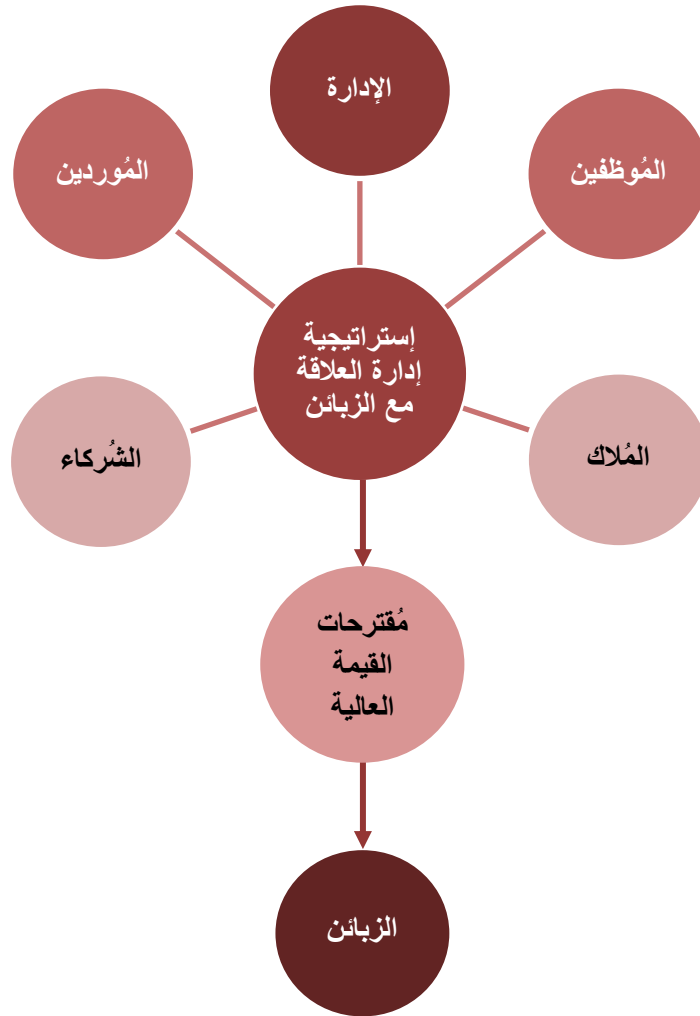 الإدارة
المُوظفين
المُوردين
إستراتيجية
إدارة العلاقة
مع الزبائن
المُلاك
الشُركاء
مُقترحات
القيمة
العالية
الزبائن